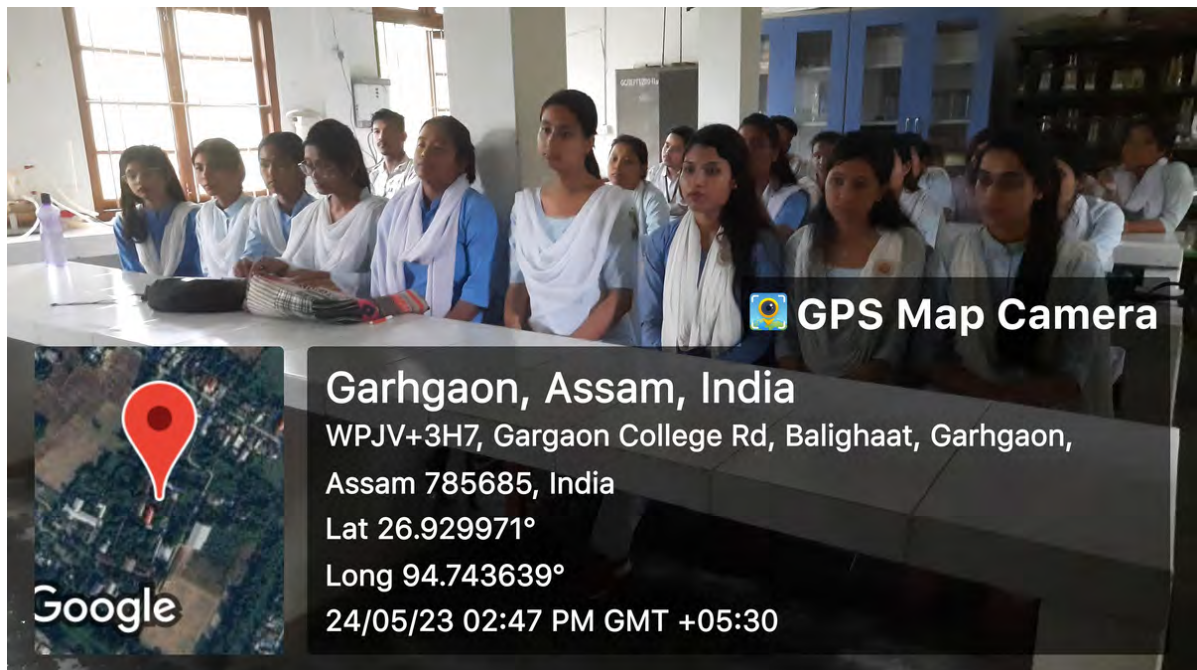 GPS Map Camera
Garhgaon, Assam, India
WPJV+3H7, Gargaon College Rd, Balighaat, Garhgaon,
Assam 785685, India
Lat 26.929971°
Long 94.743639°
24/05/23 02:47 PM GMT +05:30
Google